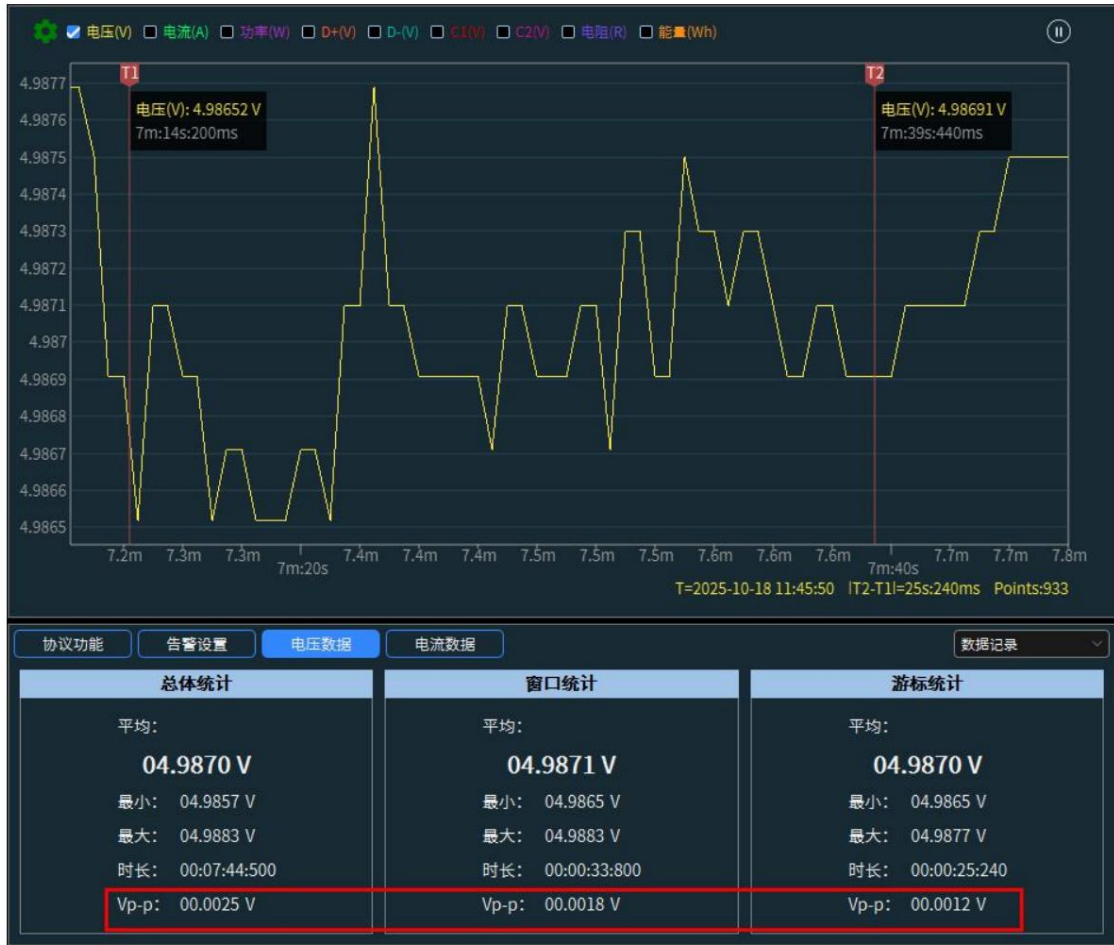 电压(V) 电流(A) 功率(W) D+(V) D-(V) C1(V) C2(V) 电阻(R) 能量(Wh)
T1 T2
4.9877
4.9876
4.9875
4.9874
4.9873
4.9872
4.9871
4.987
4.9869
4.9868
4.9867
4.9866
4.9865
电压(V): 4.98652 V
7m:14s:200ms
电压(V): 4.98691 V
7m:39s:440ms
7.2m 7.3m 7.3m 7.4m 7.4m 7.4m 7.5m 7.5m 7.5m 7.6m 7.6m 7.6m 7.7m 7.7m 7.8m
7m:20s 7m:40s
T=2025-10-18 11:45:50 |T2-T1|=25s:240ms Points:933
协议功能 告警设置 电压数据 电流数据 数据记录
总体统计 窗口统计 游标统计
平均: 平均: 平均:
04.9870 V 04.9871 V 04.9870 V
最小: 04.9857 V 最小: 04.9865 V 最小: 04.9865 V
最大: 04.9883 V 最大: 04.9883 V 最大: 04.9877 V
时长: 00:07:44:500 时长: 00:00:33:800 时长: 00:00:25:240
Vp-p: 00.0025 V Vp-p: 00.0018 V Vp-p: 00.0012 V